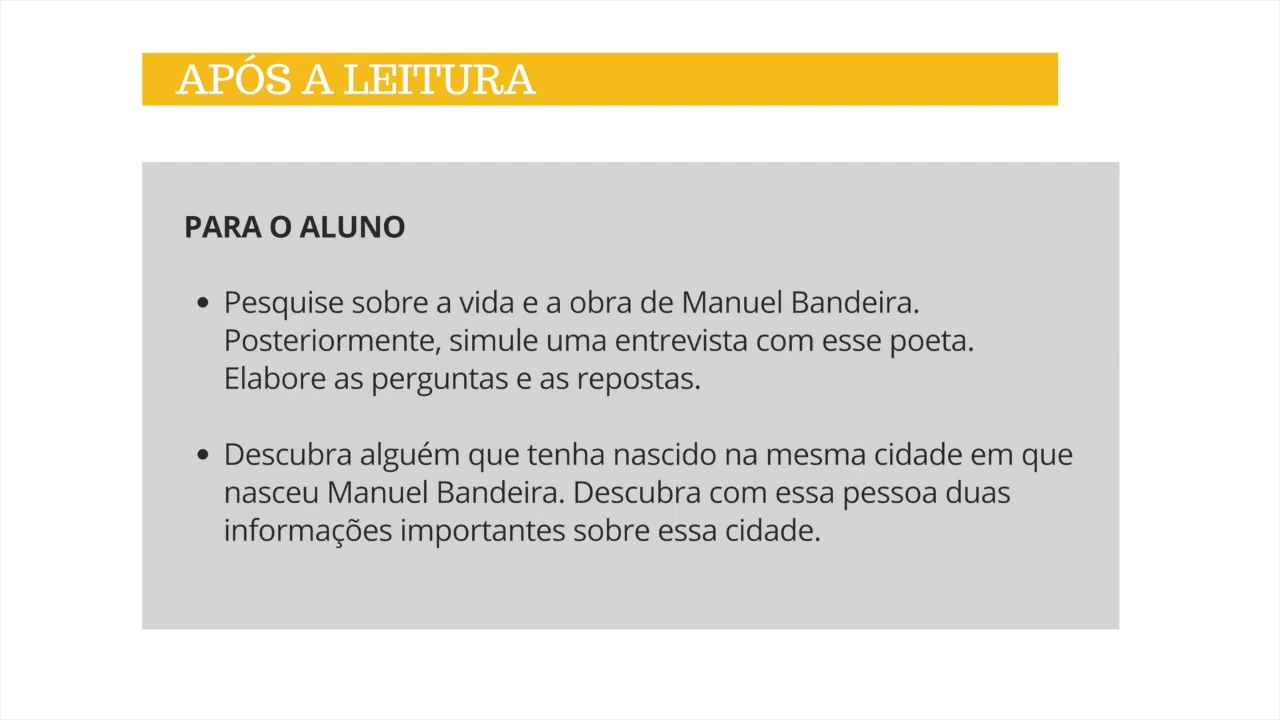 APÓS A LEITURA
PARA O ALUNO
• Pesquise sobre a vida e a obra de Manuel Bandeira.
Posteriormente, simule uma entrevista com esse poeta.
Elabore as perguntas e as repostas.
• Descubra alguém que tenha nascido na mesma cidade em que
nasceu Manuel Bandeira. Descubra com essa pessoa duas
informações importantes sobre essa cidade.